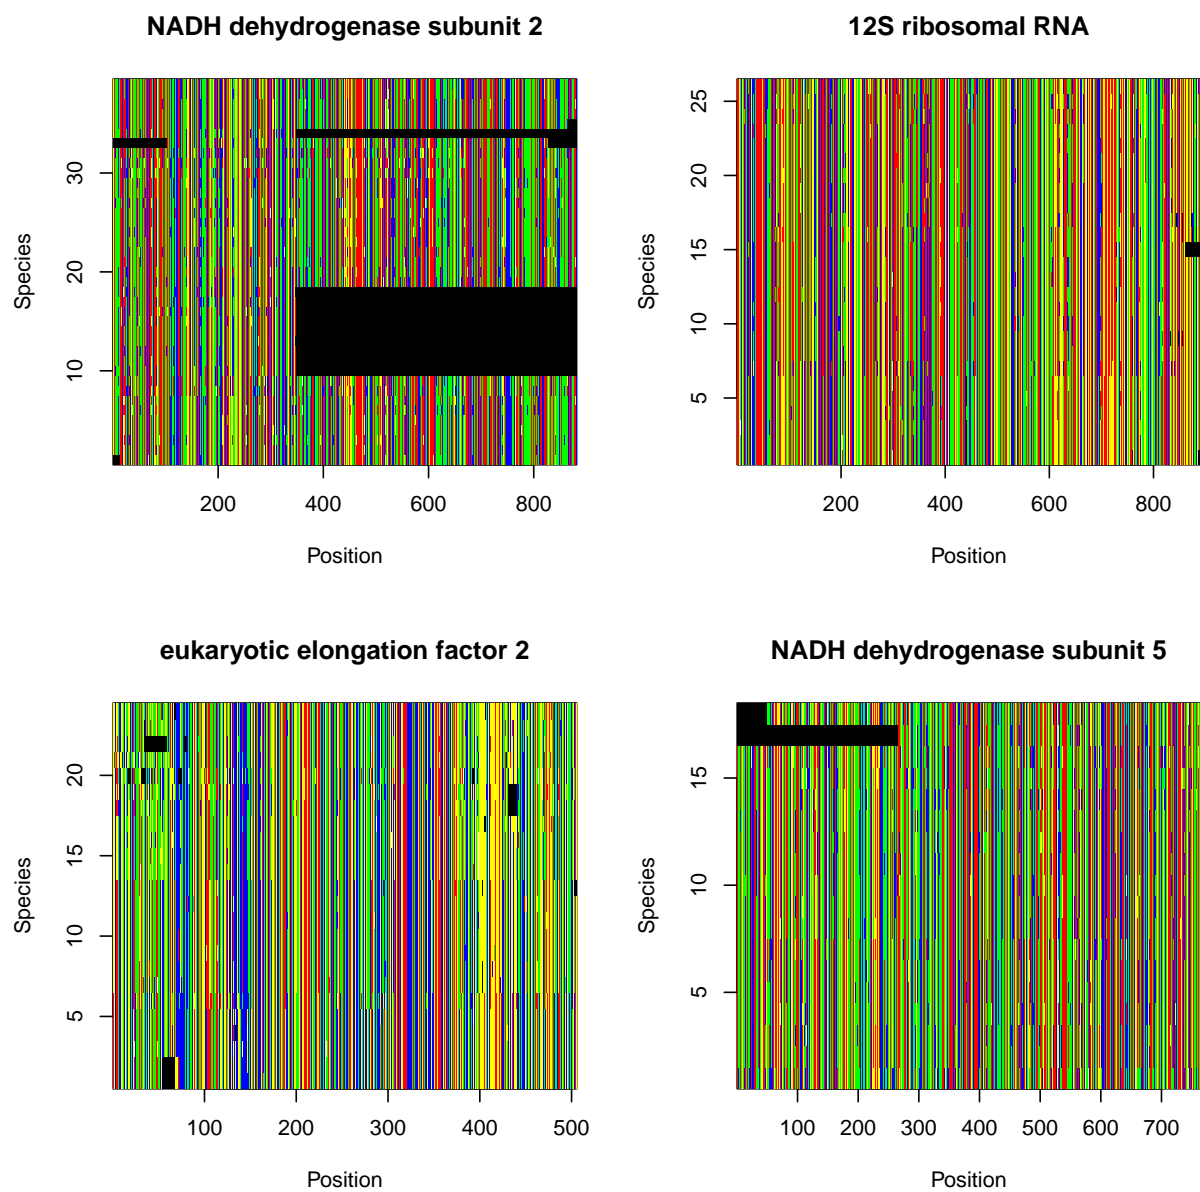 NADH dehydrogenase subunit 2
Species
10
20
30
200
400
600
800
Position
12S ribosomal RNA
Species
5
10
15
20
25
200
400
600
800
Position
eukaryotic elongation factor 2
Species
5
10
15
20
100
200
300
400
500
Position
NADH dehydrogenase subunit 5
Species
5
10
15
100
200
300
400
500
600
700
Position